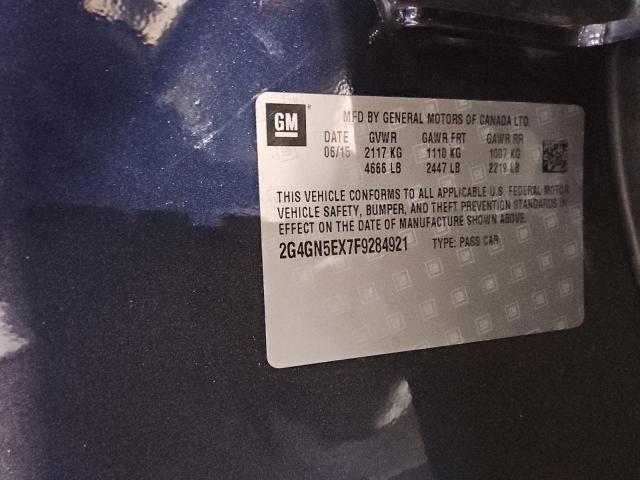 GM ® MFD BY GENERAL MOTORS OF CANADA LTD
DATE GVWR GAWR FRT GAWR RR
06/15 2117 KG 1110 KG 1007 KG
4666 LB 2447 LB 2219 LB
THIS VEHICLE CONFORMS TO ALL APPLICABLE U.S. FEDERAL MOTOR
VEHICLE SAFETY, BUMPER, AND THEFT PREVENTION STANDARDS IN
EFFECT ON THE DATE OF MANUFACTURE SHOWN ABOVE.
2G4GN5EX7F9284921 TYPE: PASS CAR